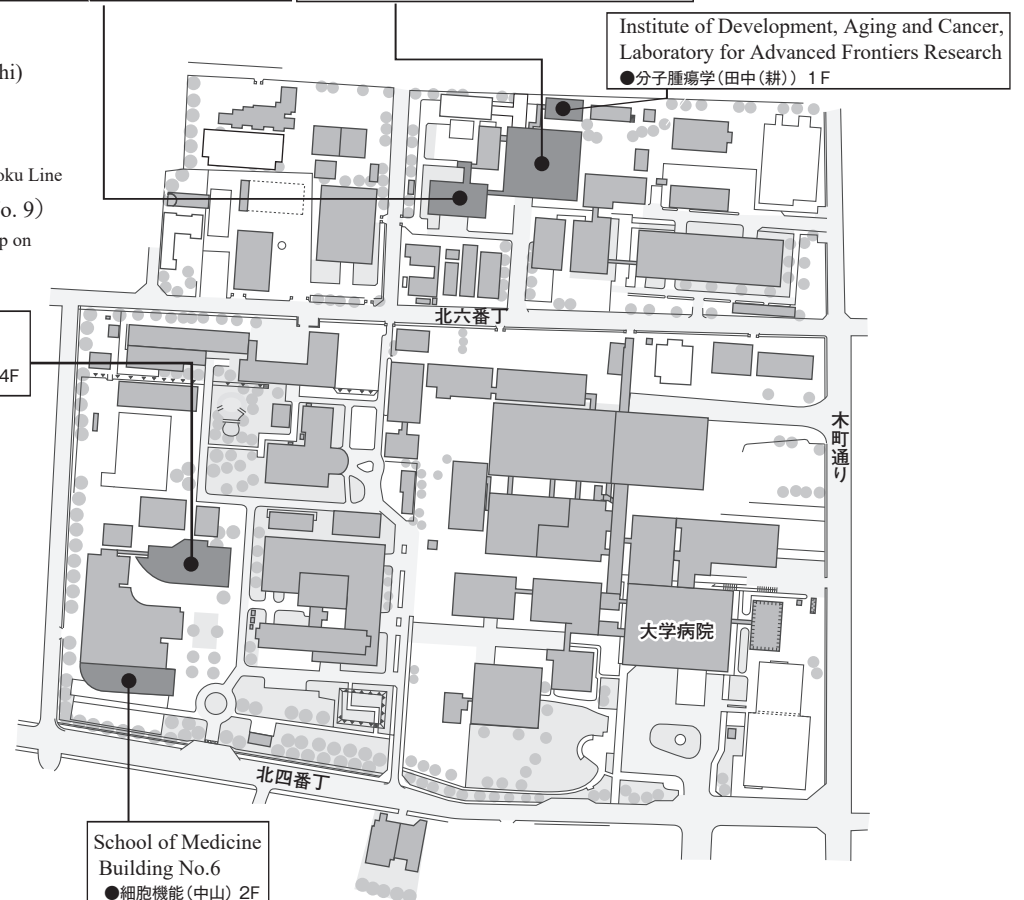 Institute of Development, Aging and Cancer,
Laboratory for Advanced Frontiers Research
●分子腫瘍学（田中（耕）） 1F
hi)
oku Line
o. 9）
p on
4F
北六番丁
木町通り
大学病院
北四番丁
School of Medicine
Building No.6
●細胞機能（中山） 2F